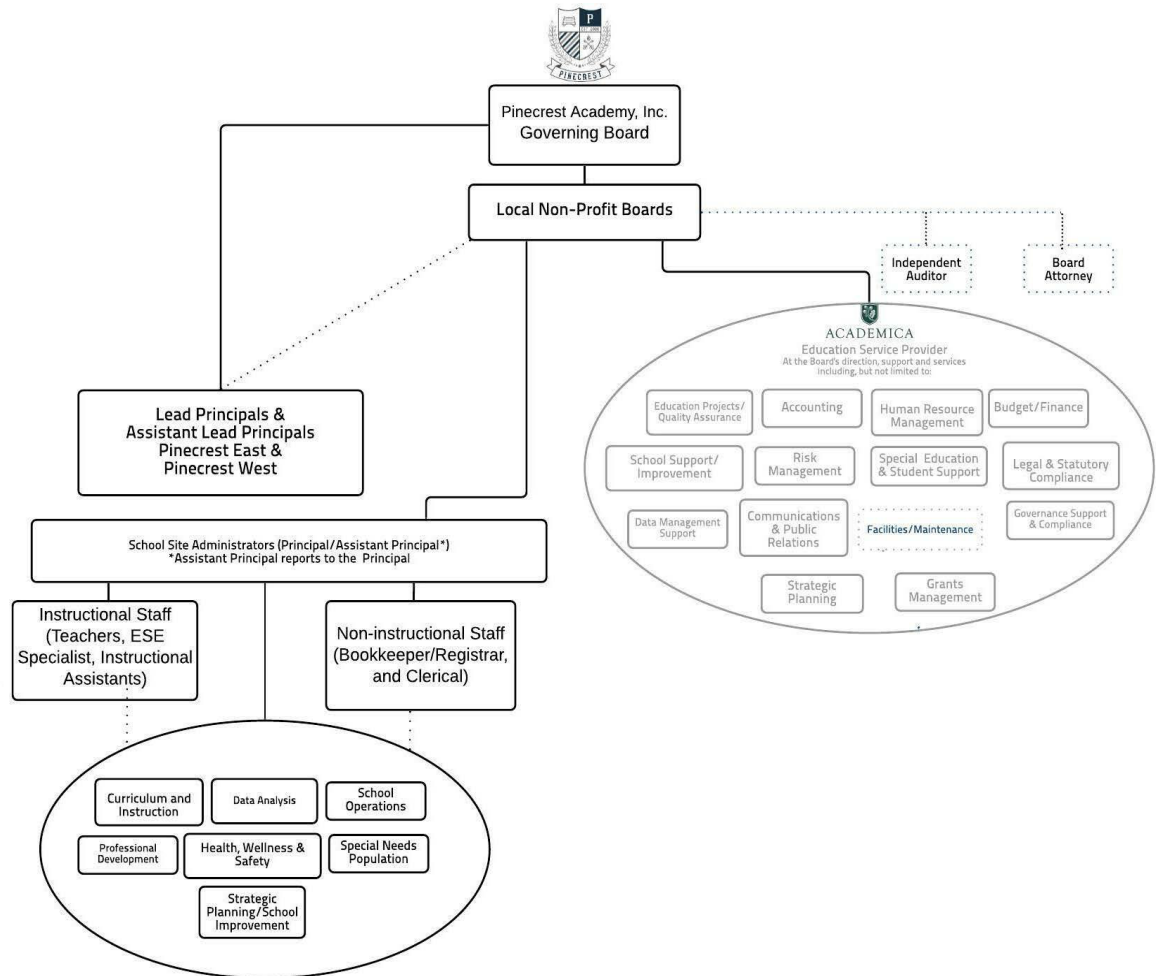 P
PINECREST
Pinecrest Academy, Inc.
Governing Board
Local Non-Profit Boards
Independent
Auditor
Board
Attorney
Lead Principals &
Assistant Lead Principals
Pinecrest East &
Pinecrest West
ACADEMICA
Education Service Provider
At the Board's direction, support and services
including, but not limited to:
Education Projects/
Quality Assurance
Accounting
Human Resource
Management
Budget/Finance
School Support/
Improvement
Risk
Management
Special Education
& Student Support
Legal & Statutory
Compliance
Data Management
Support
Communications
& Public
Relations
Facilities/Maintenance
Governance Support
& Compliance
Strategic
Planning
Grants
Management
School Site Administrators (Principal/Assistant Principal*)
*Assistant Principal reports to the Principal
Instructional Staff
(Teachers, ESE
Specialist, Instructional
Assistants)
Non-instructional Staff
(Bookkeeper/Registrar,
and Clerical)
Curriculum and
Instruction
Data Analysis
School
Operations
Professional
Development
Health, Wellness &
Safety
Special Needs
Population
Strategic
Planning/School
Improvement